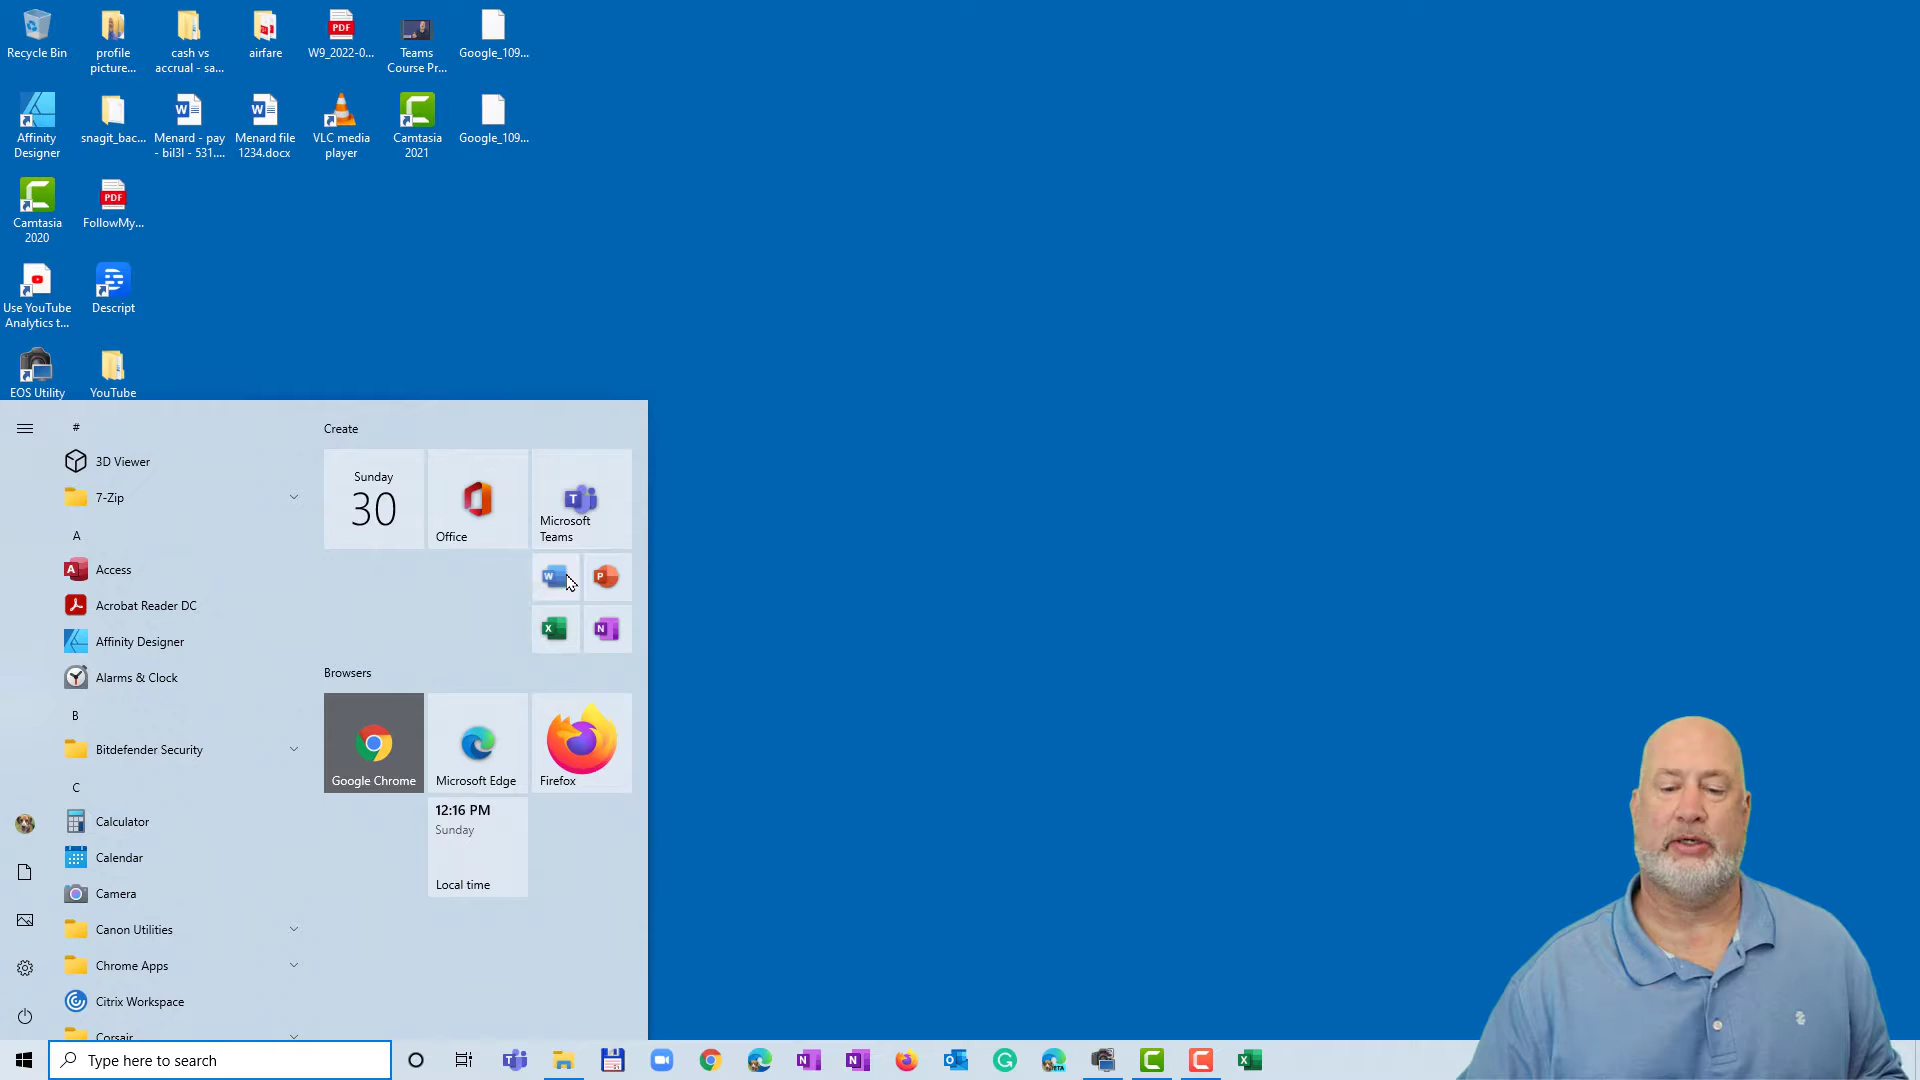 Recycle Bin
profile
picture...
cash vs
accrual - sa...
airfare
W9_2022-0...
Teams
Course Pr...
Google_109...
Affinity
Designer
snagit_bac...
Menard - pay
- bil3l - 531....
Menard file
1234.docx
VLC media
player
Camtasia
2021
Google_109...
Camtasia
2020
FollowMy...
Use YouTube
Analytics t...
Descript
EOS Utility
YouTube
#
3D Viewer
7-Zip
A
Access
Acrobat Reader DC
Affinity Designer
Alarms & Clock
B
Bitdefender Security
C
Calculator
Calendar
Camera
Canon Utilities
Chrome Apps
Citrix Workspace
Corsair
Create
Sunday
30
Office
Microsoft
Teams
Browsers
Google Chrome
Microsoft Edge
Firefox
12:16 PM
Sunday
Local time
Type here to search